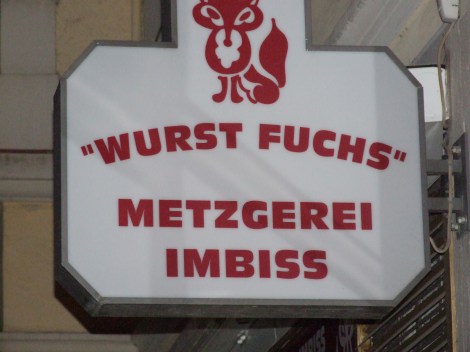 "WURST FUCHS"
METZGEREI
IMBISS